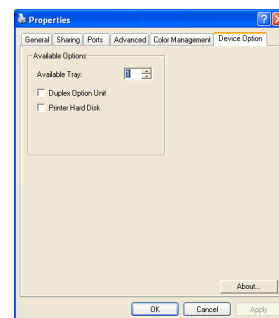 Properties
General Sharing Ports Advanced Color Management Device Option
Available Options
Available Tray: 1
Duplex Option Unit
Printer Hard Disk
About...
OK Cancel Apply